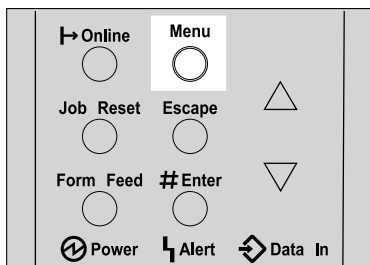 Online Menu
Job Reset Escape
Form Feed # Enter
Power Alert Data In